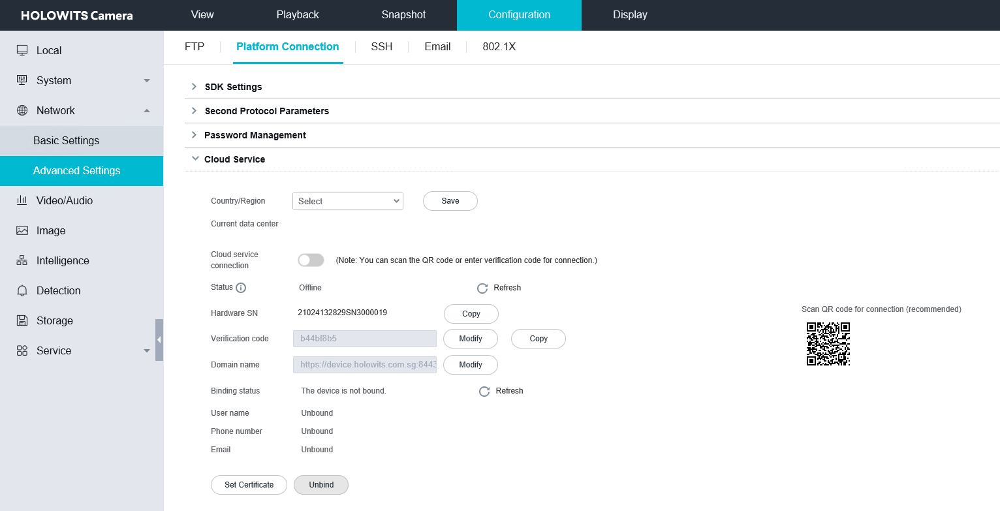 HOLOWITS Camera
View Playback Snapshot Configuration Display
Local
System
Network
Basic Settings
Advanced Settings
Video/Audio
Image
Intelligence
Detection
Storage
Service
FTP Platform Connection SSH Email 802.1X
SDK Settings
Second Protocol Parameters
Password Management
Cloud Service
Country/Region Select Save
Current data center
Cloud service
connection
(Note: You can scan the QR code or enter verification code for connection.)
Status Offline Refresh
Hardware SN 21024132829SN3000019 Copy
Scan QR code for connection (recommended)
Verification code b44bf8b5 Modify Copy
Domain name https://device.holowits.com.sg:8443 Modify
Binding status The device is not bound. Refresh
User name Unbound
Phone number Unbound
Email Unbound
Set Certificate Unbind